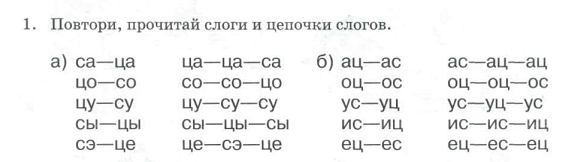 1. Повтори, прочитай слоги и цепочки слогов.
а) са—ца ца—ца—са б) ац—ас ас—ац—ац
цо—со со—со—цо оц—ос оц—оц—ос
цу—су цу—су—су ус—уц ус—уц—ус
сы—цы сы—цы—сы ис—иц ис—ис—иц
сэ—це це—сэ—це ец—ес ец—ес—ец